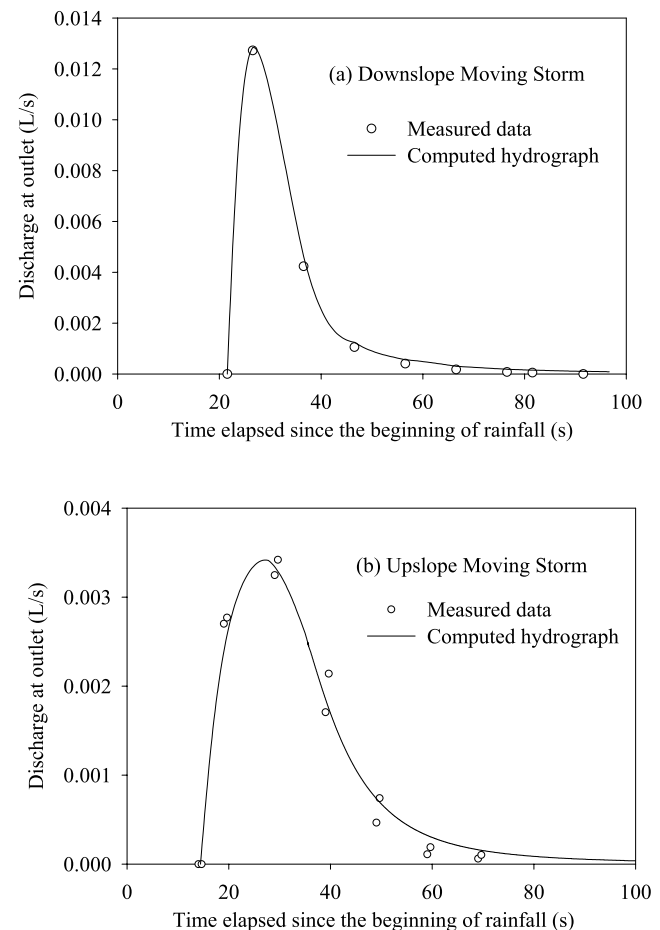 0.014
0.012
0.010
0.008
0.006
0.004
0.002
0.000
Discharge at outlet (L/s)
(a) Downslope Moving Storm
Measured data
Computed hydrograph
0 20 40 60 80 100
Time elapsed since the beginning of rainfall (s)
0.004
0.003
0.002
0.001
0.000
Discharge at outlet (L/s)
(b) Upslope Moving Storm
Measured data
Computed hydrograph
0 20 40 60 80 100
Time elapsed since the beginning of rainfall (s)